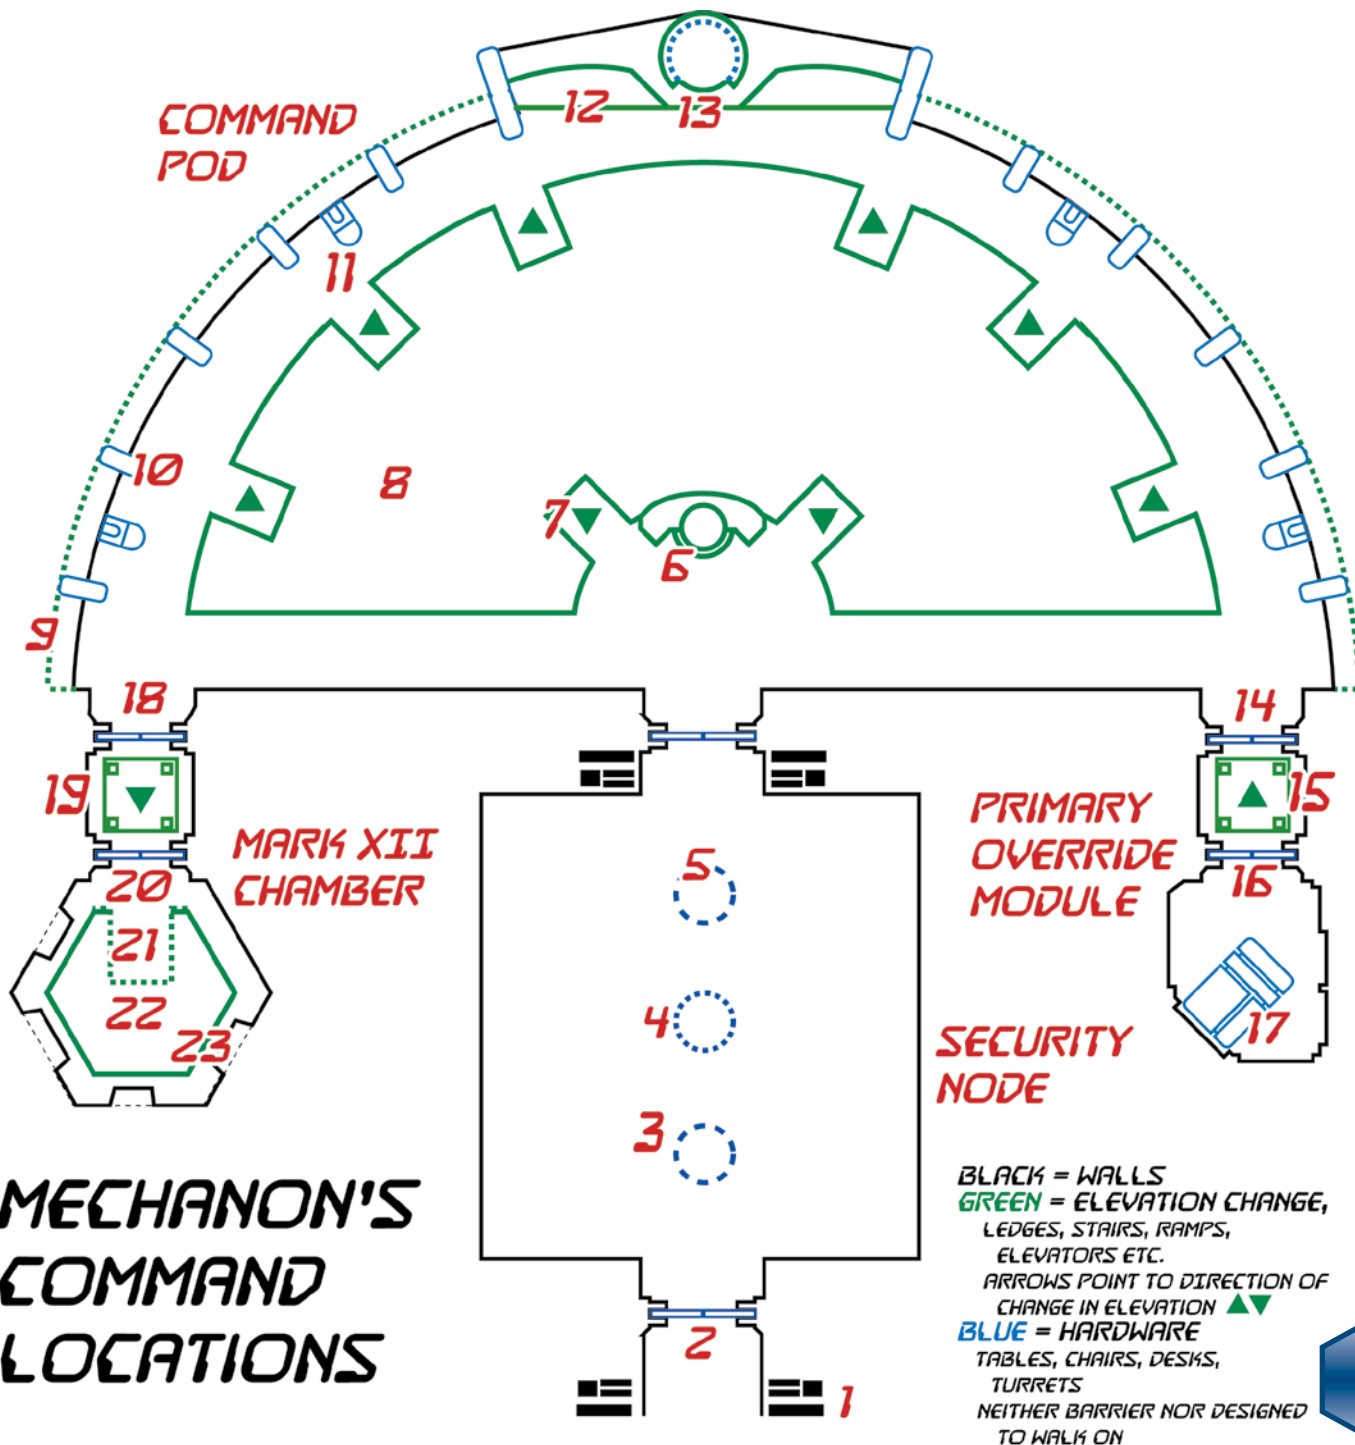 12
13
COMMAND
POD
11
10
8
7
6
9
18
14
19
15
PRIMARY
OVERRIDE
MODULE
MARK XII
CHAMBER
5
20
16
21
22
23
4
17
SECURITY
NODE
3
MECHANON'S
COMMAND
LOCATIONS
BLACK = WALLS
GREEN = ELEVATION CHANGE,
LEDGES, STAIRS, RAMPS,
ELEVATORS ETC.
ARROWS POINT TO DIRECTION OF
CHANGE IN ELEVATION ▲▼
BLUE = HARDWARE
TABLES, CHAIRS, DESKS,
TURRETS
NEITHER BARRIER NOR DESIGNED
TO WALK ON
2
1